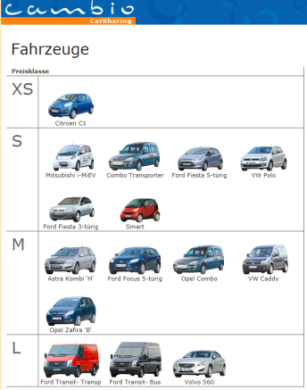 cambio
CarSharing
Fahrzeuge
Preisklasse
XS
Citroen C1
S
Mitsubishi i-MiEV Combo Transporter Ford Fiesta 5-türig VW Polo
Ford Fiesta 3-türig Smart
M
Astra Kombi 'H' Ford Focus 5-türig Opel Combo VW Caddy
Opel Zafira 'B'
L
Ford Transit- Transp Ford Transit- Bus Volvo S60